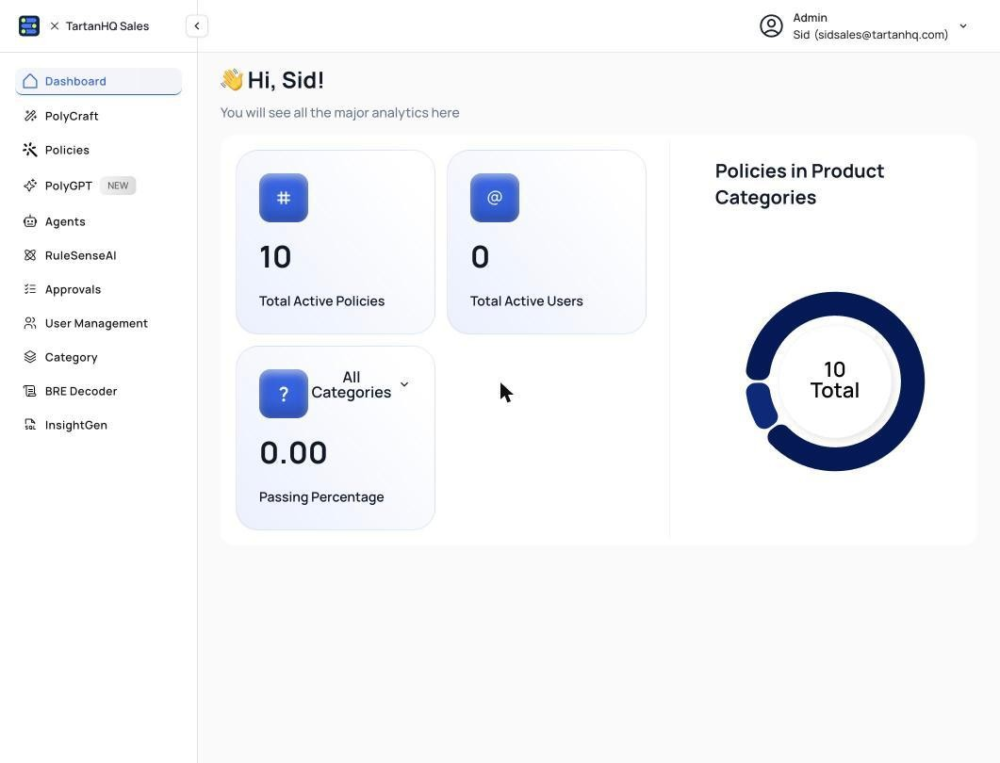 TartanHQ Sales
Admin
Sid (sidsales@tartanhq.com)
Dashboard
PolyCraft
Policies
PolyGPT NEW
Agents
RuleSenseAI
Approvals
User Management
Category
BRE Decoder
InsightGen
👋 Hi, Sid!
You will see all the major analytics here
#
10
Total Active Policies
@
0
Total Active Users
?
All
Categories
0.00
Passing Percentage
Policies in Product
Categories
10
Total